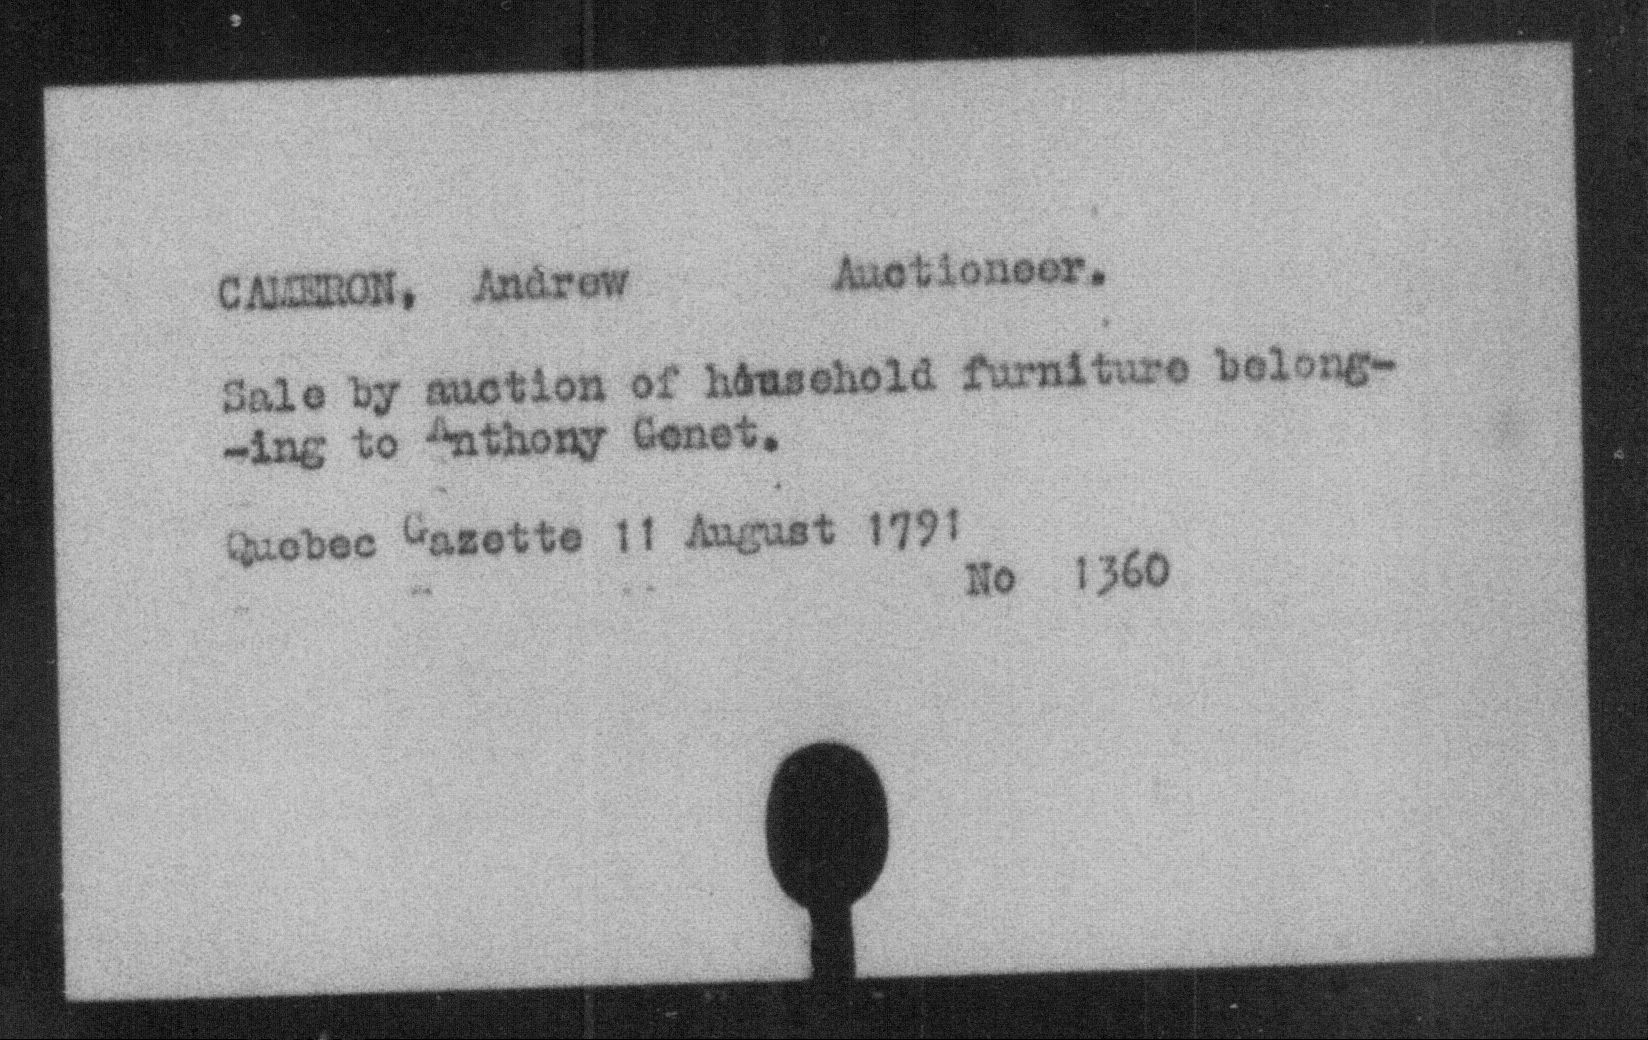 CAMERON, Andrew Auctioneer.
Sale by auction of household furniture belong-
-ing to Anthony Genet.
Quebec Gazette 11 August 1791
No 1360